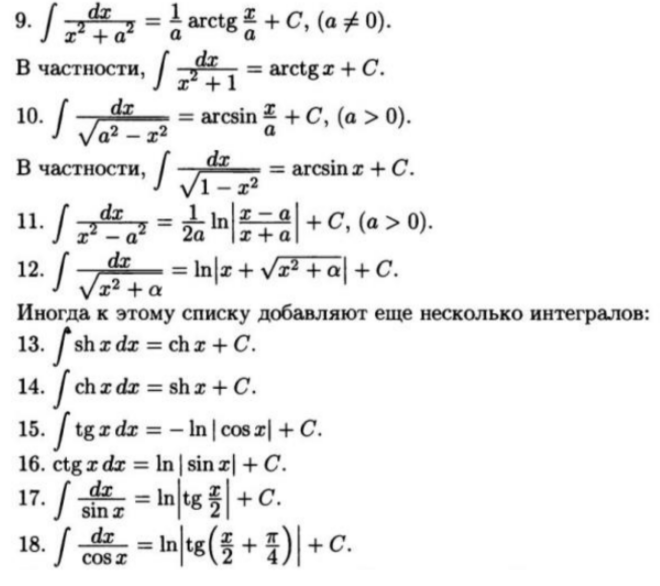 9. ∫ dx/(x² + a²) = 1/a arctg x/a + C, (a ≠ 0).
В частности, ∫ dx/(x² + 1) = arctg x + C.
10. ∫ dx/√(a² − x²) = arcsin x/a + C, (a > 0).
В частности, ∫ dx/√(1 − x²) = arcsin x + C.
11. ∫ dx/(x² − a²) = 1/2a ln|(x − a)/(x + a)| + C, (a > 0).
12. ∫ dx/√(x² + α) = ln|x + √(x² + α)| + C.
Иногда к этому списку добавляют еще несколько интегралов:
13. ∫ sh x dx = ch x + C.
14. ∫ ch x dx = sh x + C.
15. ∫ tg x dx = − ln | cos x| + C.
16. ctg x dx = ln | sin x| + C.
17. ∫ dx/sin x = ln|tg x/2| + C.
18. ∫ dx/cos x = ln|tg(x/2 + π/4)| + C.